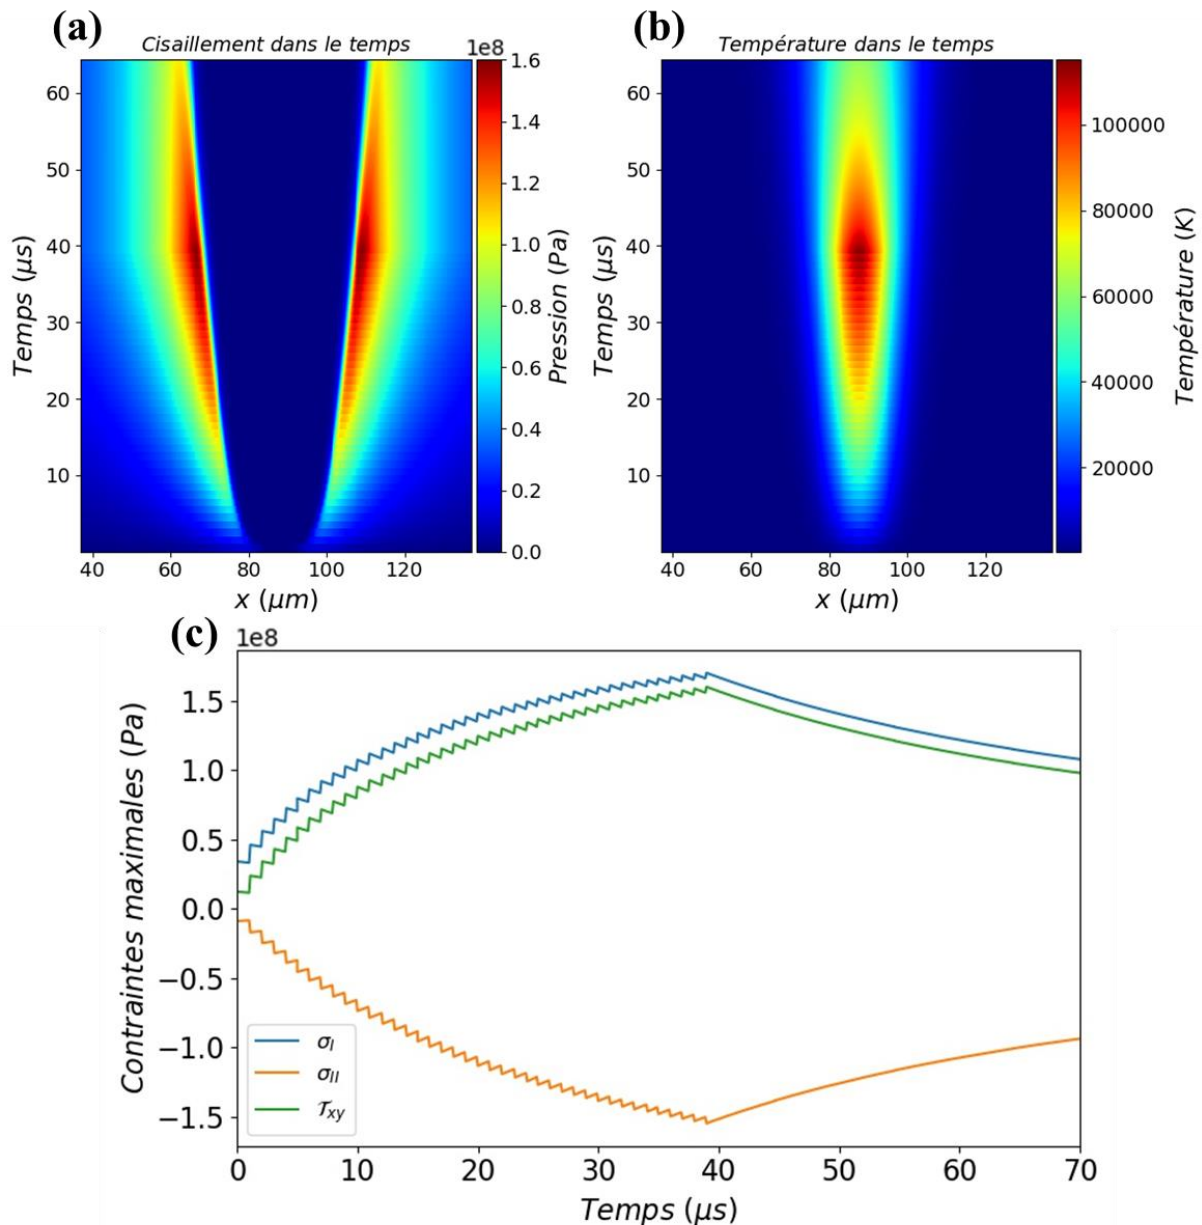 (a)
Cisaillement dans le temps
1e8
60
50
40
30
20
10
Temps (μs)
40 60 80 100 120
x (μm)
1.6
1.4
1.2
1.0
0.8
0.6
0.4
0.2
0.0
Pression (Pa)
(b)
Température dans le temps
60
50
40
30
20
10
Temps (μs)
40 60 80 100 120
x (μm)
100000
80000
60000
40000
20000
Température (K)
(c)
1e8
1.5
1.0
0.5
0.0
−0.5
−1.0
−1.5
Contraintes maximales (Pa)
σI
σII
𝒯xy
0 10 20 30 40 50 60 70
Temps (μs)